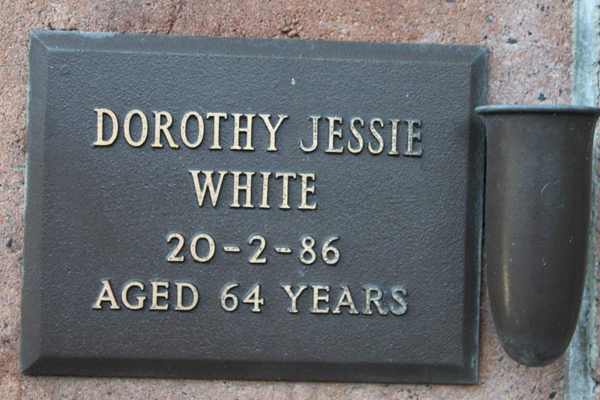 DOROTHY JESSIE
WHITE
20-2-86
AGED 64 YEARS